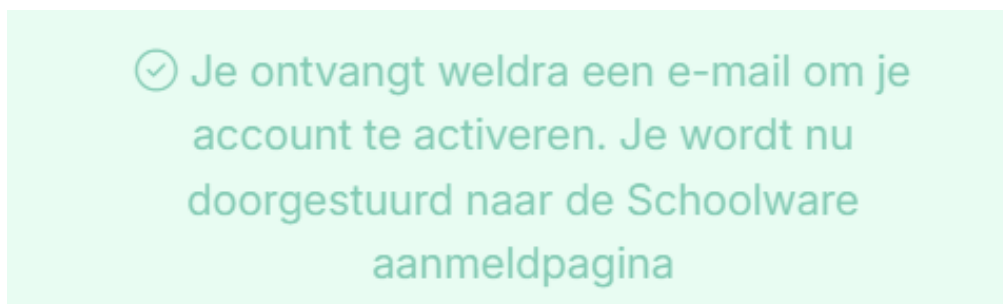 Je ontvangt weldra een e-mail om je
account te activeren. Je wordt nu
doorgestuurd naar de Schoolware
aanmeldpagina